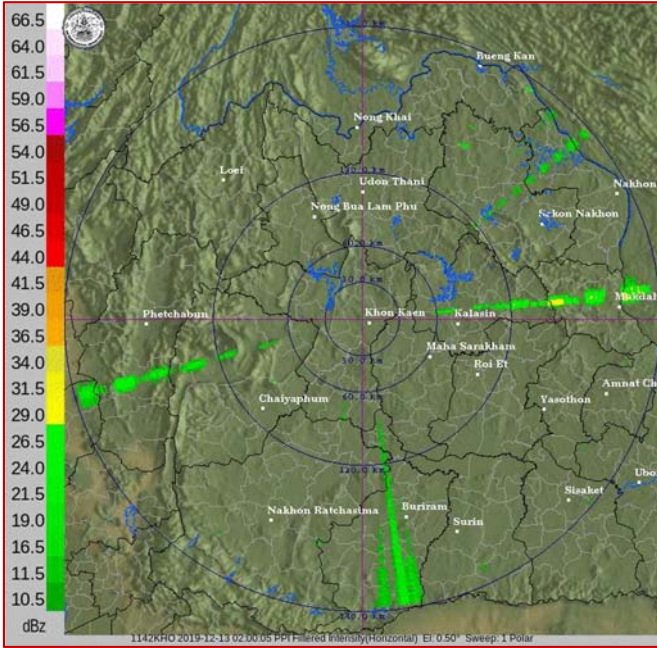 66.5
64.0
61.5
59.0
56.5
54.0
51.5
49.0
46.5
44.0
41.5
39.0
36.5
34.0
31.5
29.0
26.5
24.0
21.5
19.0
16.5
13.5
10.5
dBz
Bueng Kan
Nong Khai
Loei
Udon Thani
Nakhon
Nong Bua Lam Phu
Sakon Nakhon
Mukdah
Phetchabun
Khon Kaen
Kalasin
Maha Sarakham
Roi Et
Chaiyaphum
Yasothon
Amnat Ch
120.0 km
Ubo
Sisaket
Nakhon Ratchasima
Buriram
Surin
1142KHO 2019-12-13 02:00:05 PPI Filtered Intensity(Horizontal) El: 0.50° Sweep: 1 Polar